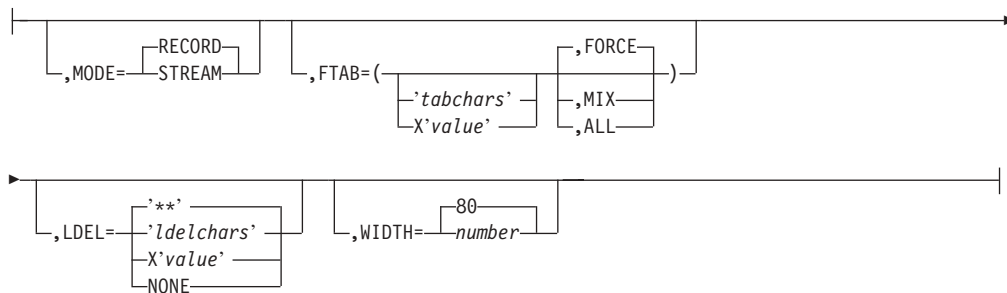 RECORD ,FORCE
,MODE= STREAM ,FTAB=( )
'tabchars' ,MIX
X'value' ,ALL
'**' 80
,LDEL= 'ldelchars' ,WIDTH= number
X'value'
NONE